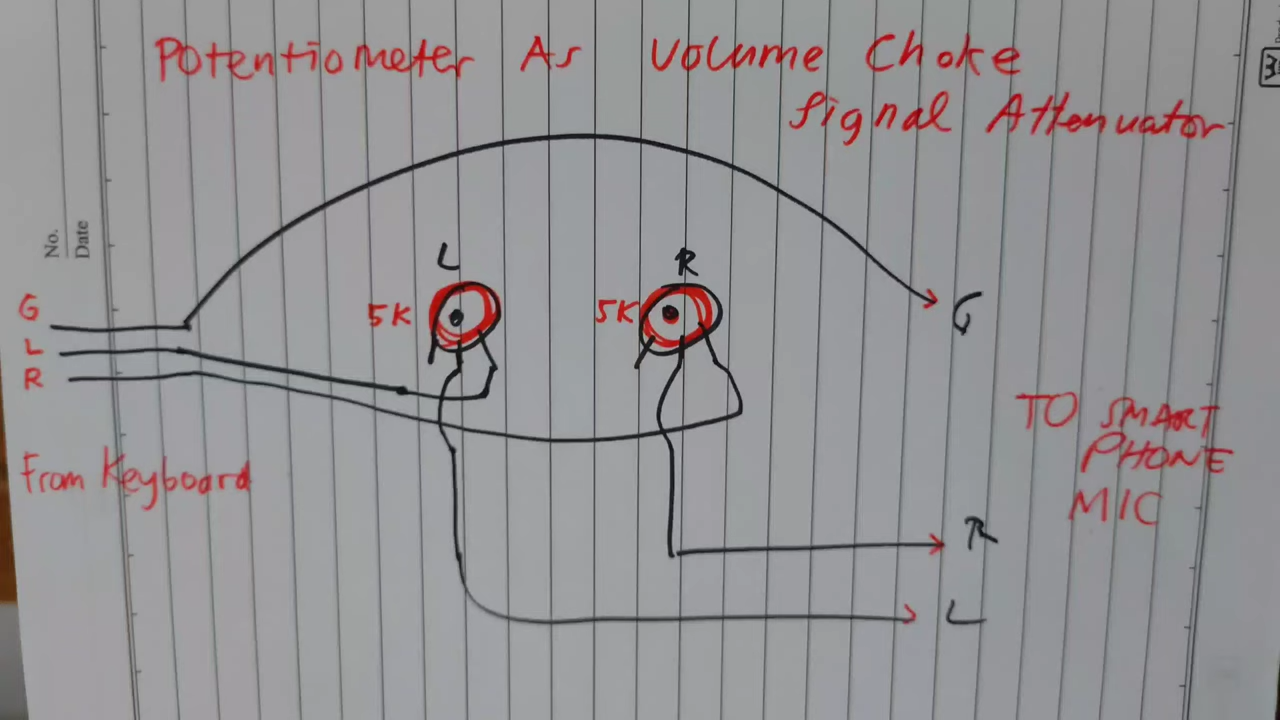 Potentiometer As Volume Choke
Signal Attenuator
No.
Date
L
R
G
5K
5K
G
L
R
TO SMART
PHONE
MIC
From Keyboard
R
L